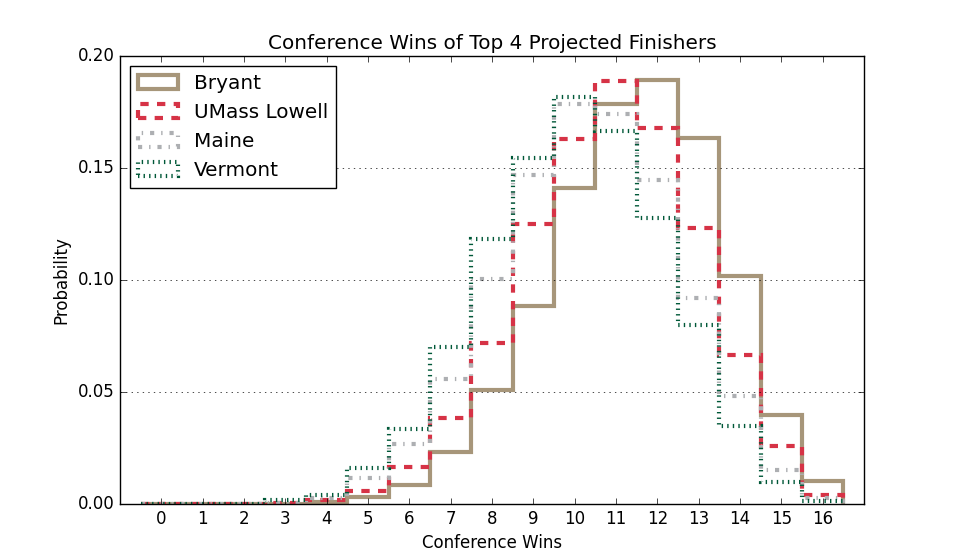 Conference Wins of Top 4 Projected Finishers
Bryant
UMass Lowell
Maine
Vermont
0.20
0.15
0.10
0.05
0.00
Probability
0 1 2 3 4 5 6 7 8 9 10 11 12 13 14 15 16
Conference Wins